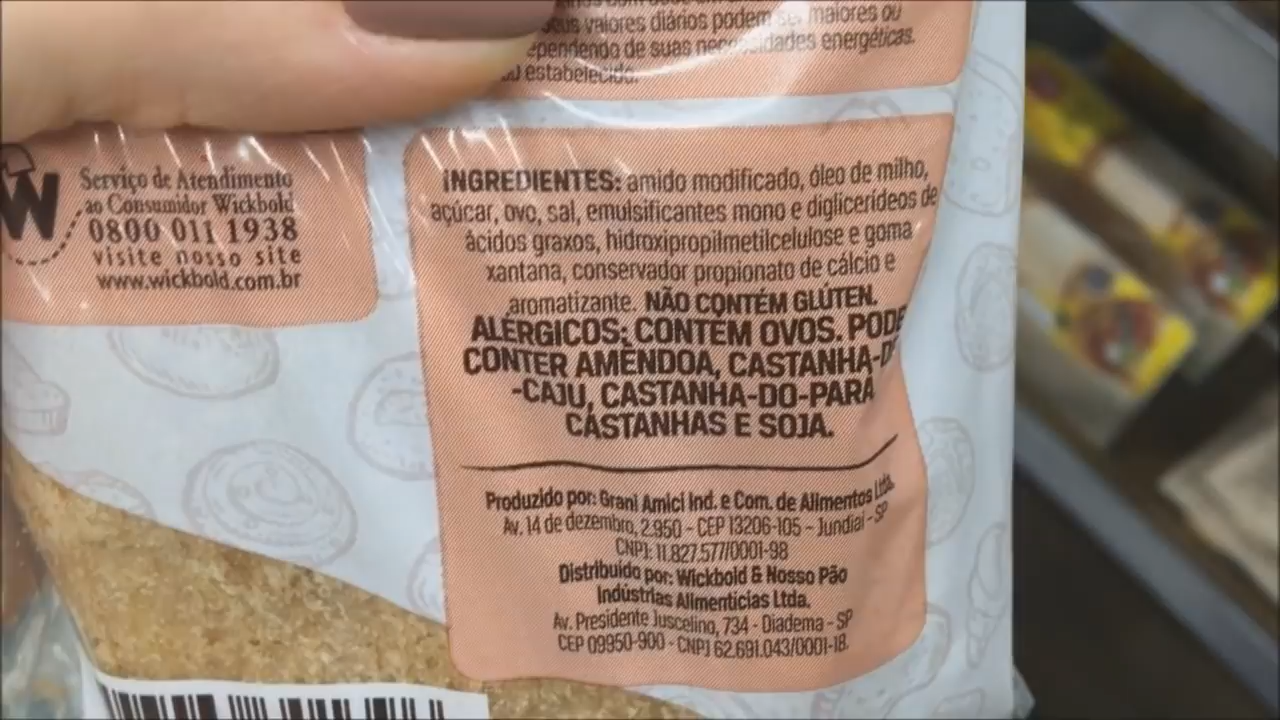 seus valores diários podem ser maiores ou
ependendo de suas necessidades energéticas.
estabelecido.
W
Serviço de Atendimento
ao Consumidor Wickbold
0800 011 1938
visite nosso site
www.wickbold.com.br
INGREDIENTES: amido modificado, óleo de milho,
açúcar, ovo, sal, emulsificantes mono e diglicerídeos de
ácidos graxos, hidroxipropilmetilcelulose e goma
xantana, conservador propionato de cálcio e
aromatizante. NÃO CONTÉM GLÚTEN.
ALÉRGICOS: CONTÉM OVOS. PODE
CONTER AMÊNDOA, CASTANHA-D
-CAJU, CASTANHA-DO-PARÁ
CASTANHAS E SOJA.
Produzido por: Grani Amici Ind. e Com. de Alimentos Ltda.
Av. 14 de dezembro, 2.950 - CEP 13206-105 - Jundiaí - SP
CNPJ: 11.827.577/0001-98
Distribuído por: Wickbold & Nosso Pão
Indústrias Alimentícias Ltda.
Av. Presidente Juscelino, 734 - Diadema - SP
CEP 09950-900 - CNPJ 62.691.043/0001-18.